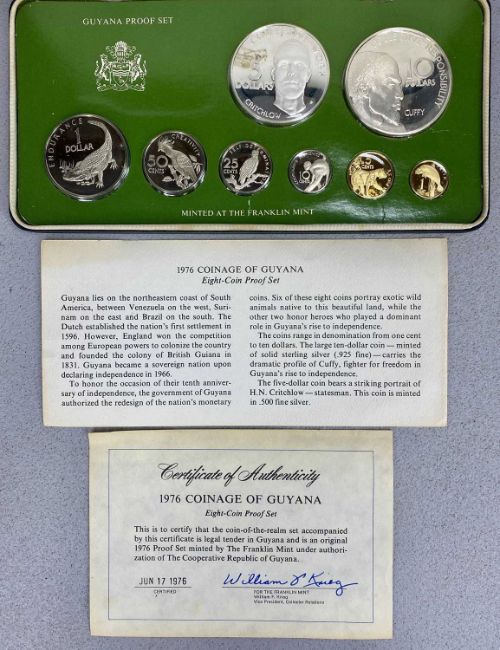 GUYANA PROOF SET
5
DOLLARS
CRITCHLOW
10
DOLLARS
RESPONSIBILITY
CUFFY
ENDURANCE
1
DOLLAR
CREATIVITY
50
CENTS
25
CENTS
10
5
CENTS
MINTED AT THE FRANKLIN MINT
1976 COINAGE OF GUYANA
Eight-Coin Proof Set
Guyana lies on the northeastern coast of South
America, between Venezuela on the west, Suri-
nam on the east and Brazil on the south. The
Dutch established the nation's first settlement in
1596. However, England won the competition
among European powers to colonize the country
and founded the colony of British Guiana in
1831. Guyana became a sovereign nation upon
declaring independence in 1966.
To honor the occasion of their tenth anniver-
sary of independence, the government of Guyana
authorized the redesign of the nation's monetary
coins. Six of these eight coins portray exotic wild
animals native to this beautiful land, while the
other two honor heroes who played a dominant
role in Guyana's rise to independence.
The coins range in denomination from one cent
to ten dollars. The large ten-dollar coin — minted
of solid sterling silver (.925 fine) — carries the
dramatic profile of Cuffy, fighter for freedom in
Guyana's rise to independence.
The five-dollar coin bears a striking portrait of
H.N. Critchlow — statesman. This coin is minted
in .500 fine silver.
Certificate of Authenticity
1976 COINAGE OF GUYANA
Eight-Coin Proof Set
This is to certify that the coin-of-the-realm set accompanied
by this certificate is legal tender in Guyana and is an original
1976 Proof Set minted by The Franklin Mint under authori-
zation of The Cooperative Republic of Guyana.
JUN 17 1976
CERTIFIED
William F. Krieg
FOR THE FRANKLIN MINT
William F. Krieg
Vice President, Collector Relations